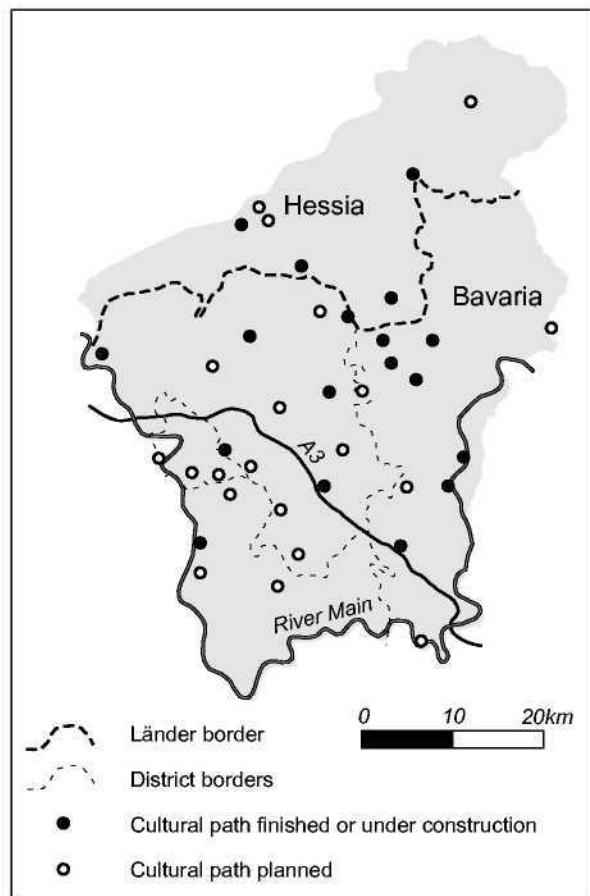 Hessia
Bavaria
A3
River Main
0 10 20km
Länder border
District borders
Cultural path finished or under construction
Cultural path planned